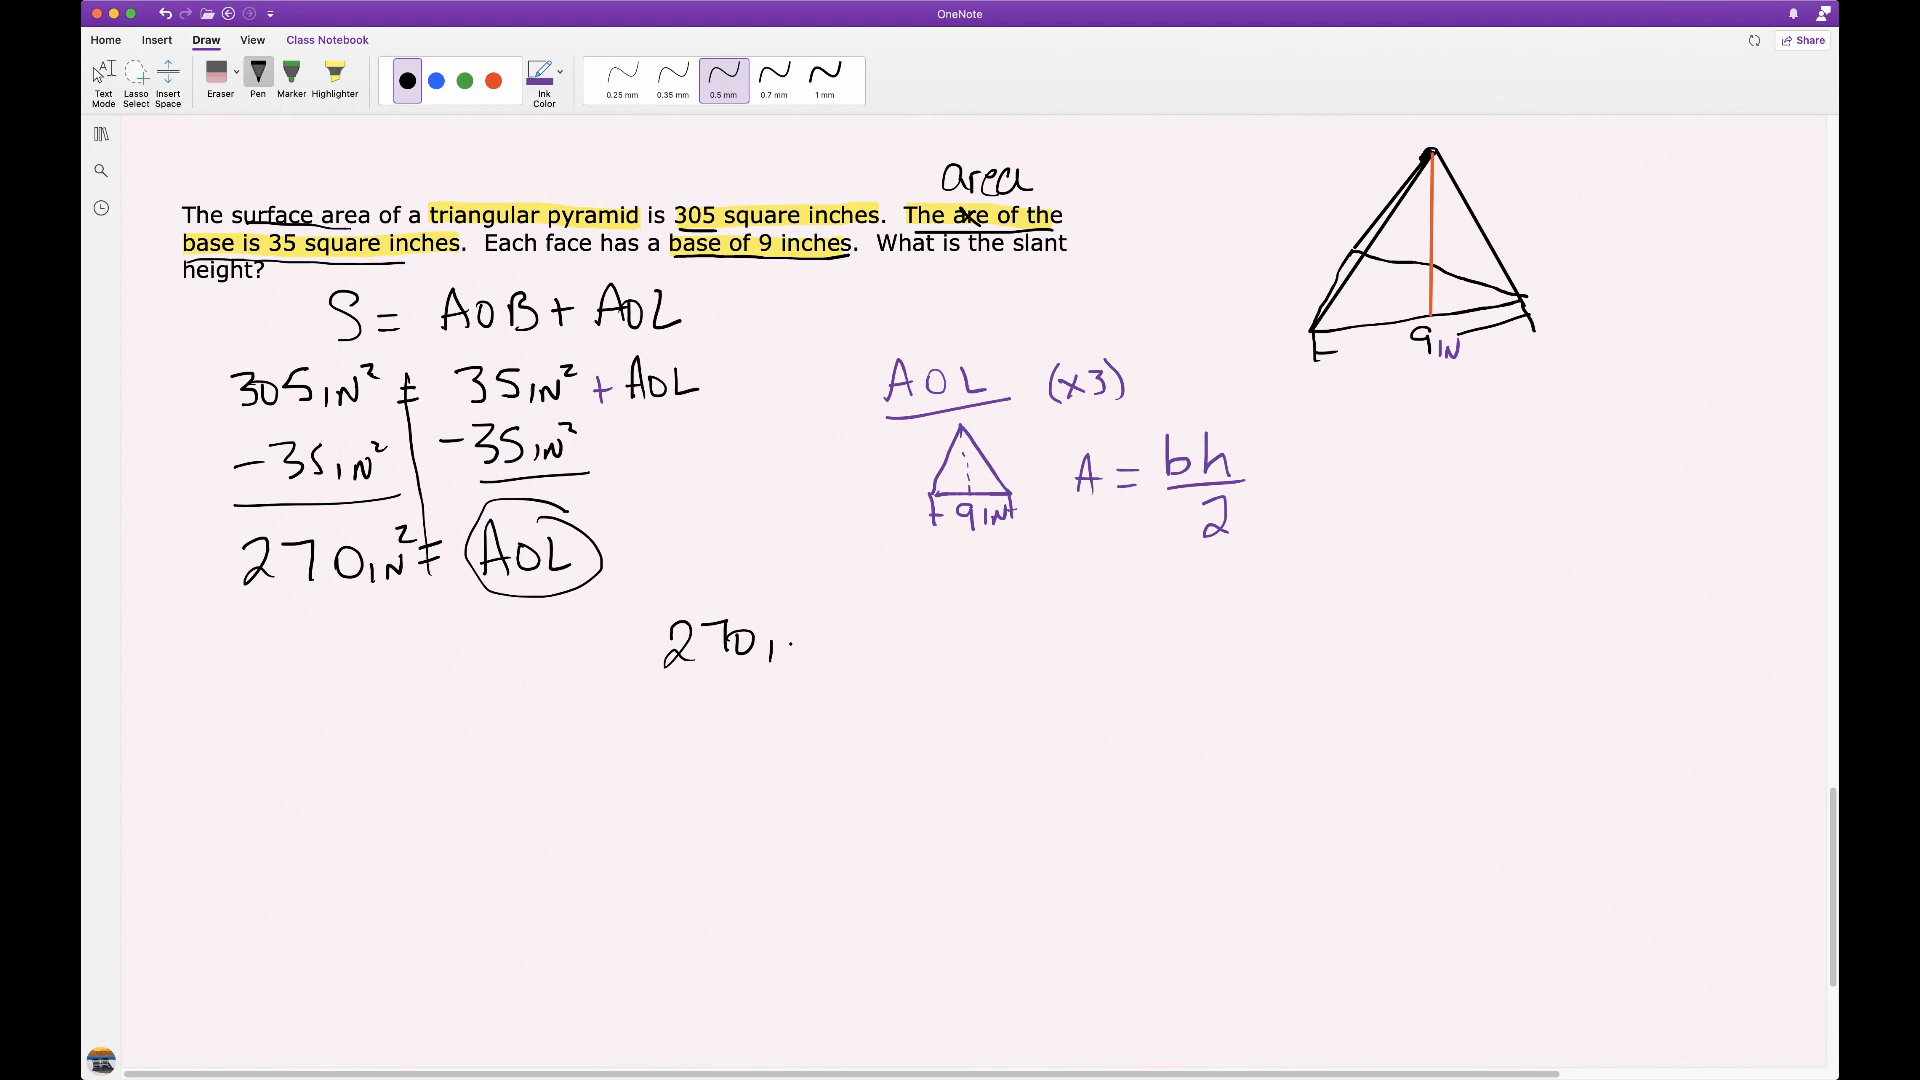 OneNote
Home Insert Draw View Class Notebook
Share
Text Mode
Lasso Select
Insert Space
Eraser
Pen
Marker
Highlighter
Ink Color
0.25 mm
0.35 mm
0.5 mm
0.7 mm
1 mm
area
The surface area of a triangular pyramid is 305 square inches. The are of the
base is 35 square inches. Each face has a base of 9 inches. What is the slant
height?
S = AOB + AOL
305 IN² = 35 IN² + AOL
-35 IN² -35 IN²
270 IN² = AOL
270 I
AOL (x3)
9 IN
A = bh/2
9 IN